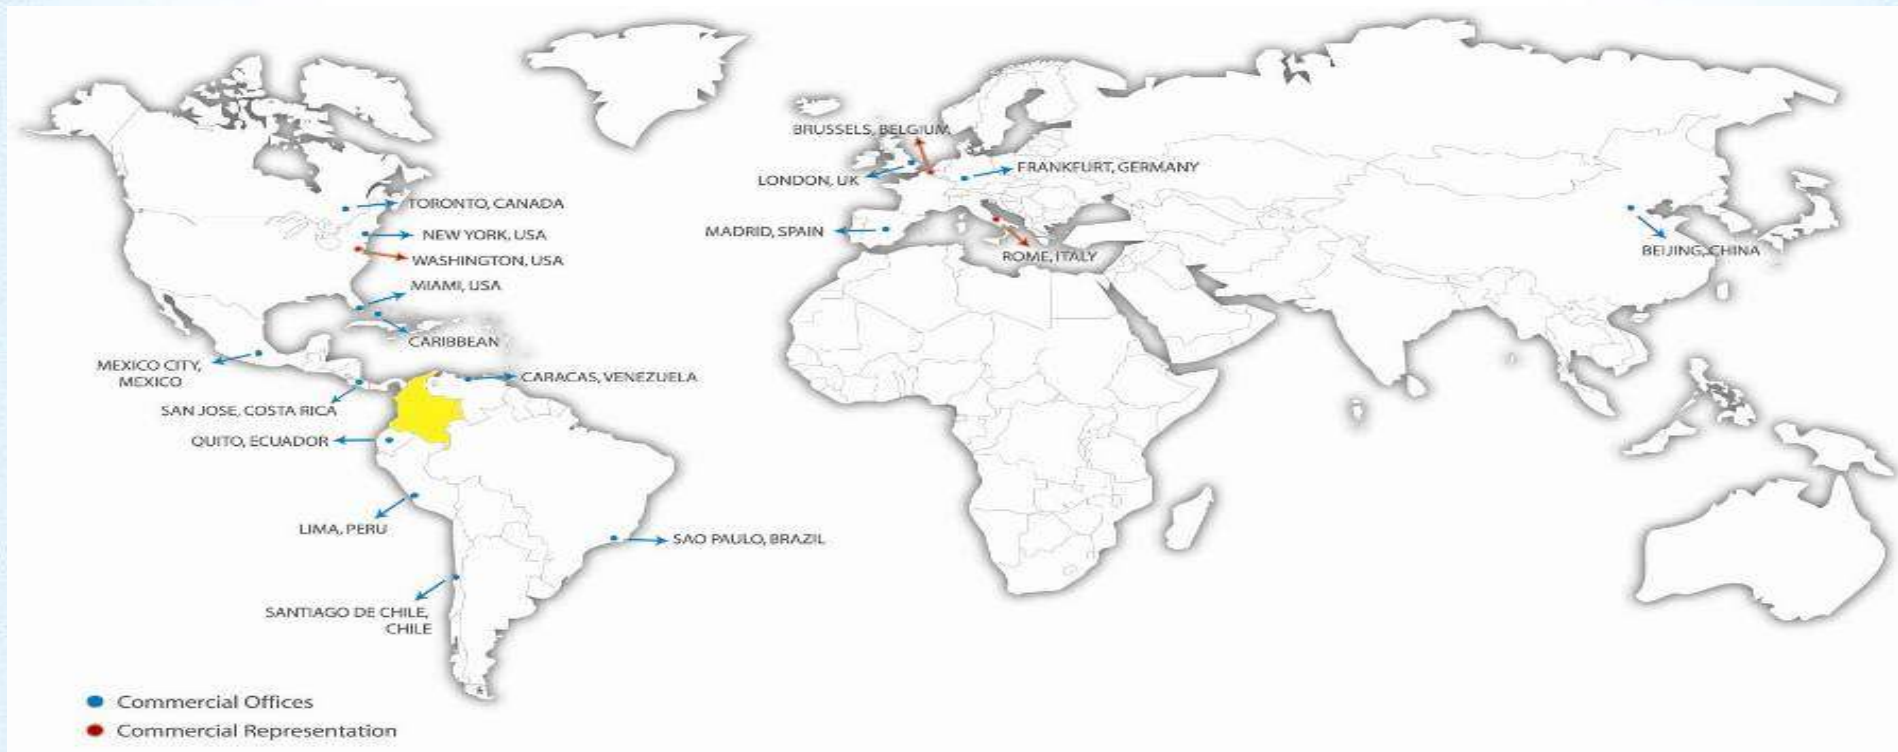 BRUSSELS, BELGIUM
FRANKFURT, GERMANY
LONDON, UK
TORONTO, CANADA
NEW YORK, USA
MADRID, SPAIN
WASHINGTON, USA
ROME, ITALY
BEIJING, CHINA
MIAMI, USA
CARIBBEAN
MEXICO CITY,
MEXICO
CARACAS, VENEZUELA
SAN JOSE, COSTA RICA
QUITO, ECUADOR
LIMA, PERU
SAO PAULO, BRAZIL
SANTIAGO DE CHILE,
CHILE
Commercial Offices
Commercial Representation